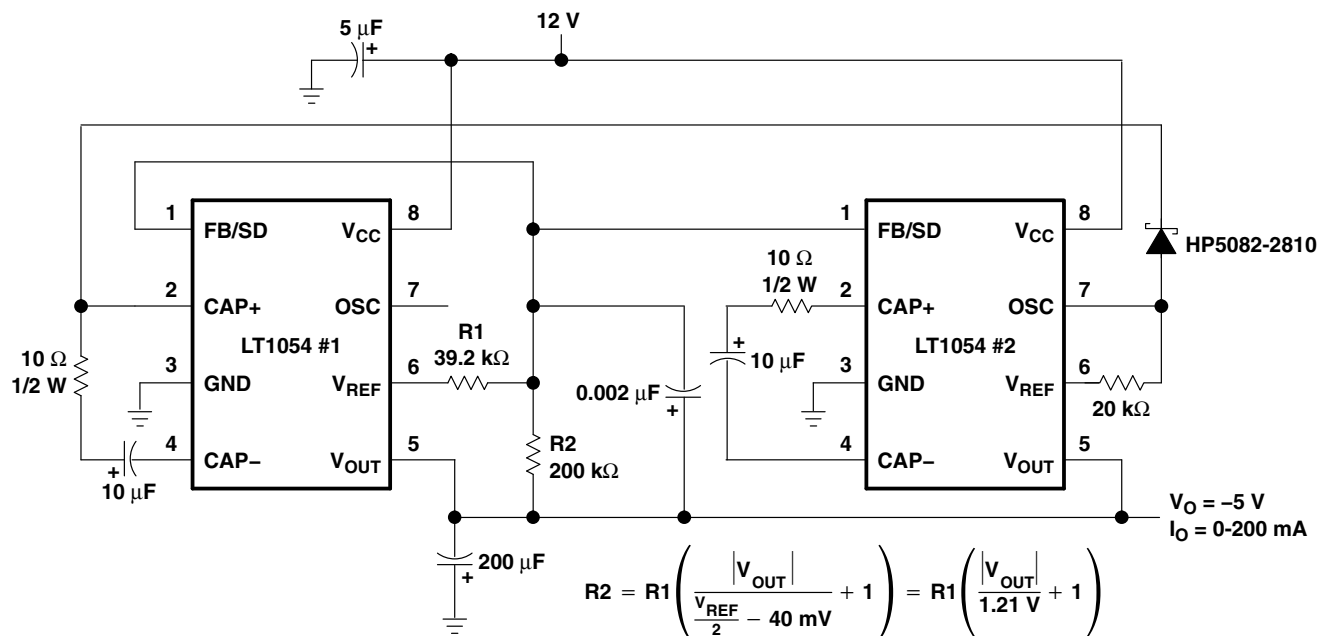 5 μF
+
12 V
LT1054 #1
1 FB/SD
2 CAP+
3 GND
4 CAP−
VCC 8
OSC 7
VREF 6
VOUT 5
10 Ω
1/2 W
+
10 μF
R1
39.2 kΩ
R2
200 kΩ
0.002 μF
+
200 μF
+
LT1054 #2
1 FB/SD
2 CAP+
3 GND
4 CAP−
VCC 8
OSC 7
VREF 6
VOUT 5
10 Ω
1/2 W
+
10 μF
HP5082-2810
20 kΩ
VO = −5 V
IO = 0-200 mA
R2 = R1(|VOUT| / (VREF/2 − 40 mV) + 1) = R1(|VOUT| / 1.21 V + 1)